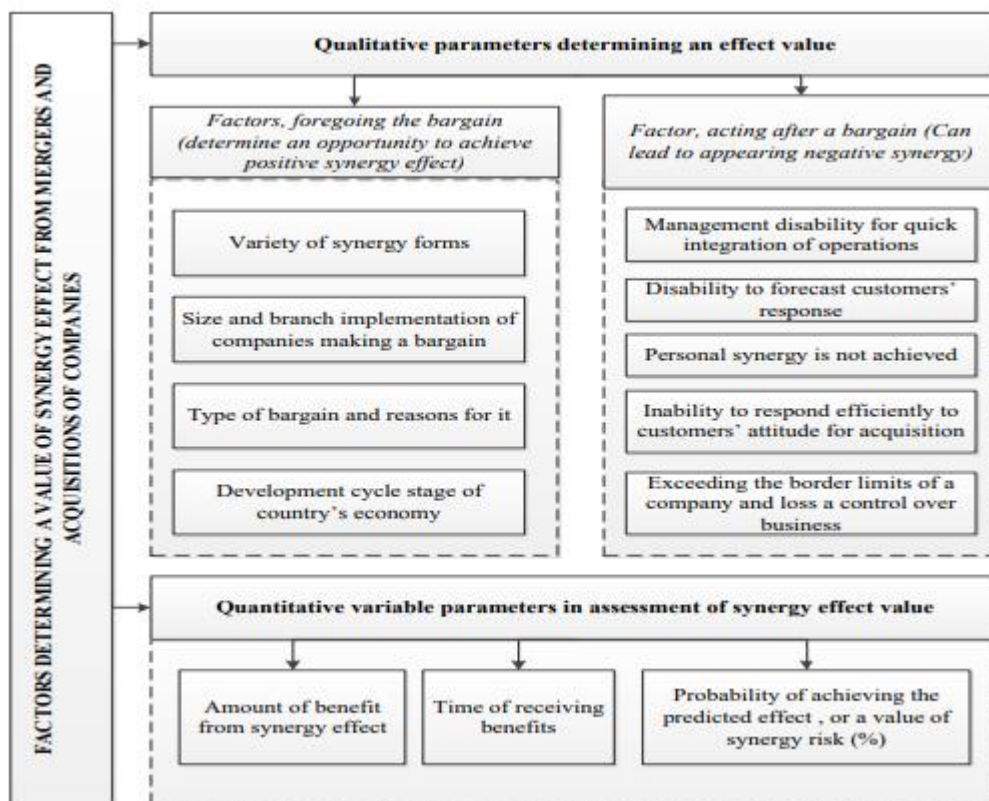 FACTORS DETERMINING A VALUE OF SYNERGY EFFECT FROM MERGERS AND
ACQUISITIONS OF COMPANIES
Qualitative parameters determining an effect value
Factors, foregoing the bargain
(determine an opportunity to achieve
positive synergy effect)
Variety of synergy forms
Size and branch implementation of
companies making a bargain
Type of bargain and reasons for it
Development cycle stage of
country's economy
Factor, acting after a bargain (Can
lead to appearing negative synergy)
Management disability for quick
integration of operations
Disability to forecast customers'
response
Personal synergy is not achieved
Inability to respond efficiently to
customers' attitude for acquisition
Exceeding the border limits of a
company and loss a control over
business
Quantitative variable parameters in assessment of synergy effect value
Amount of benefit
from synergy effect
Time of receiving
benefits
Probability of achieving the
predicted effect , or a value of
synergy risk (%)